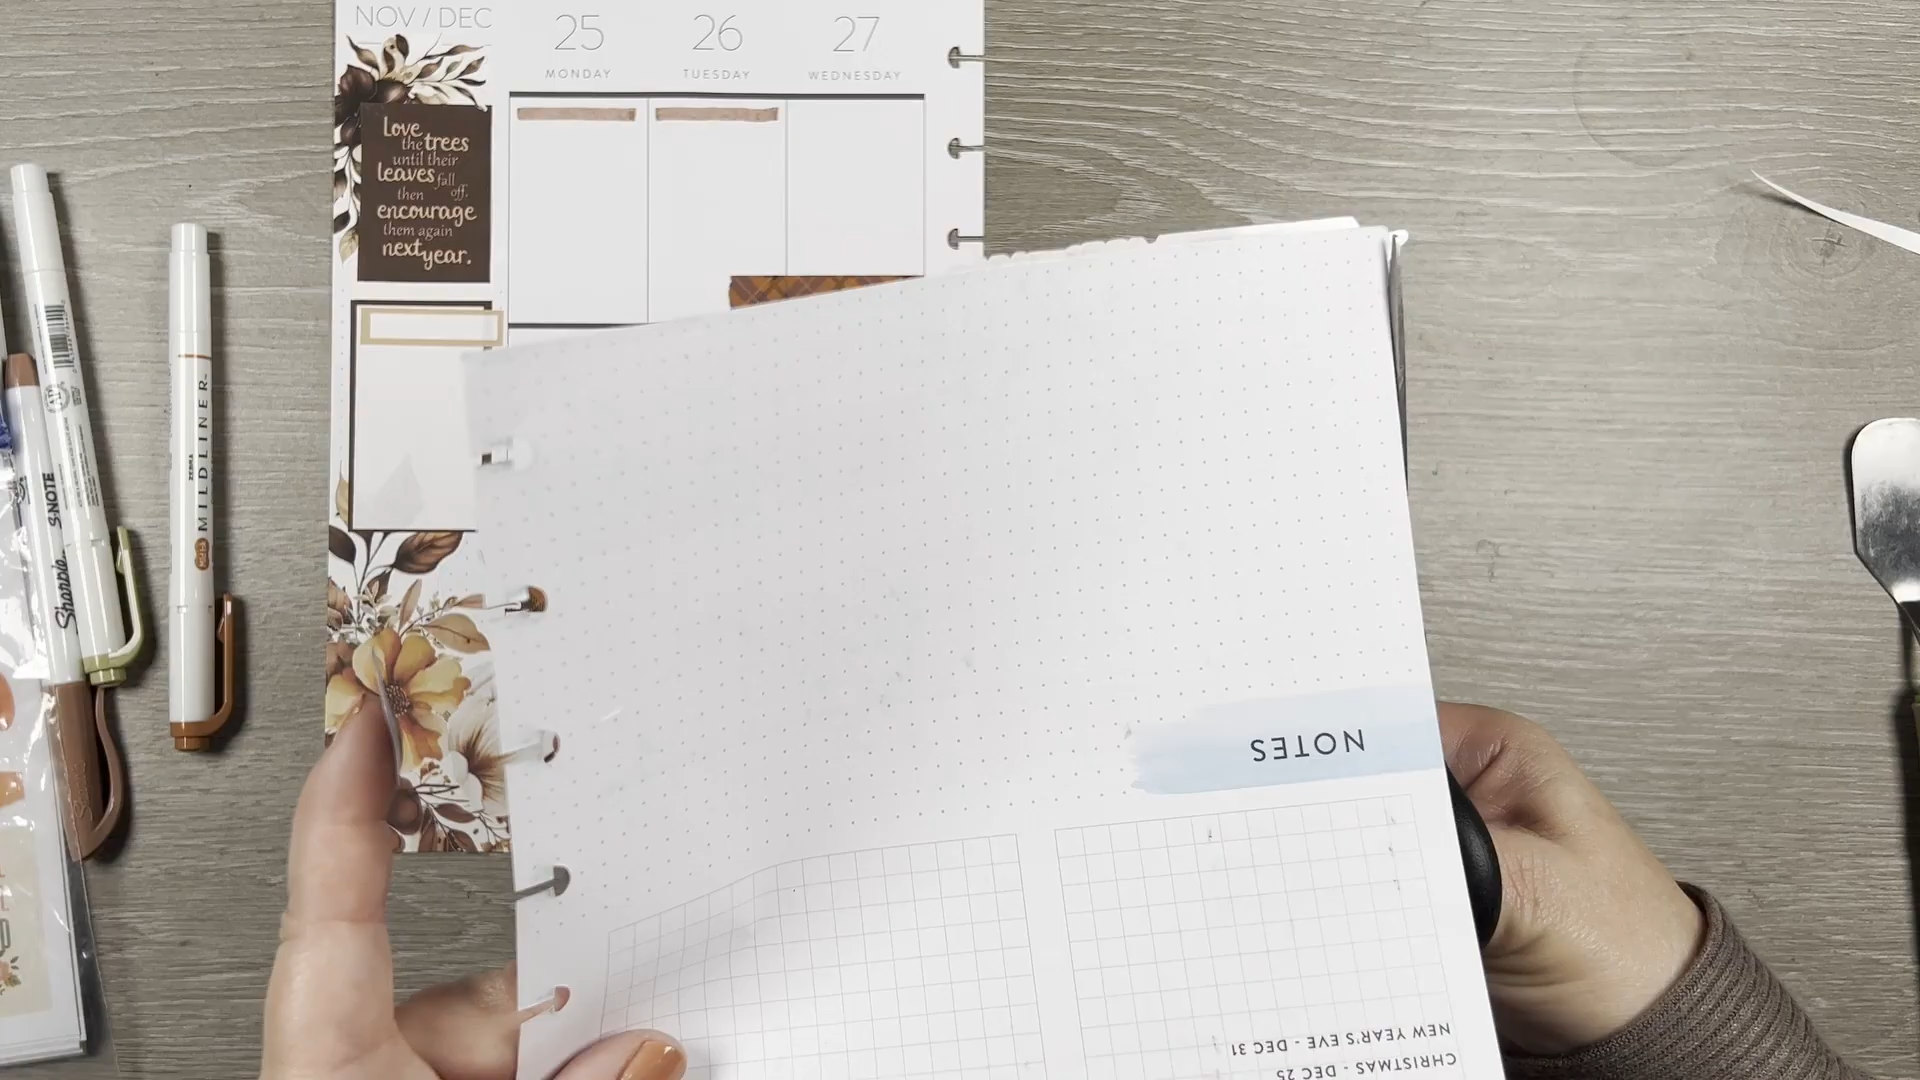 NOV / DEC
25
MONDAY
26
TUESDAY
27
WEDNESDAY
Love
the trees
until their
leaves fall
then off.
encourage
them again
next year.
Sharpie
S·NOTE
ZEBRA
MILDLINER
NOTES
NEW YEAR'S EVE - DEC 31
CHRISTMAS - DEC 25